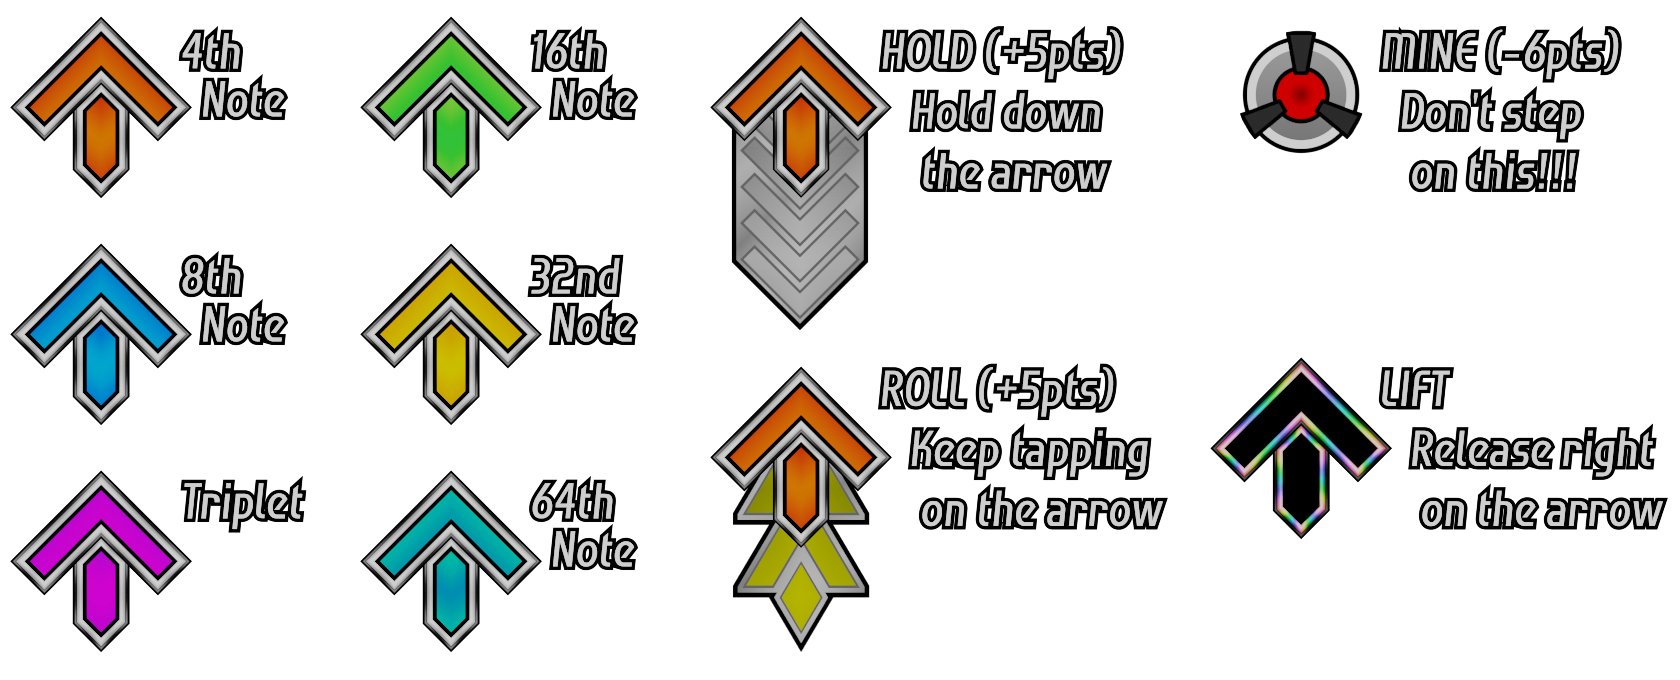 4th
Note
8th
Note
Triplet
16th
Note
32nd
Note
64th
Note
HOLD (+5pts)
Hold down
the arrow
ROLL (+5pts)
Keep tapping
on the arrow
MINE (-6pts)
Don't step
on this!!!
LIFT
Release right
on the arrow